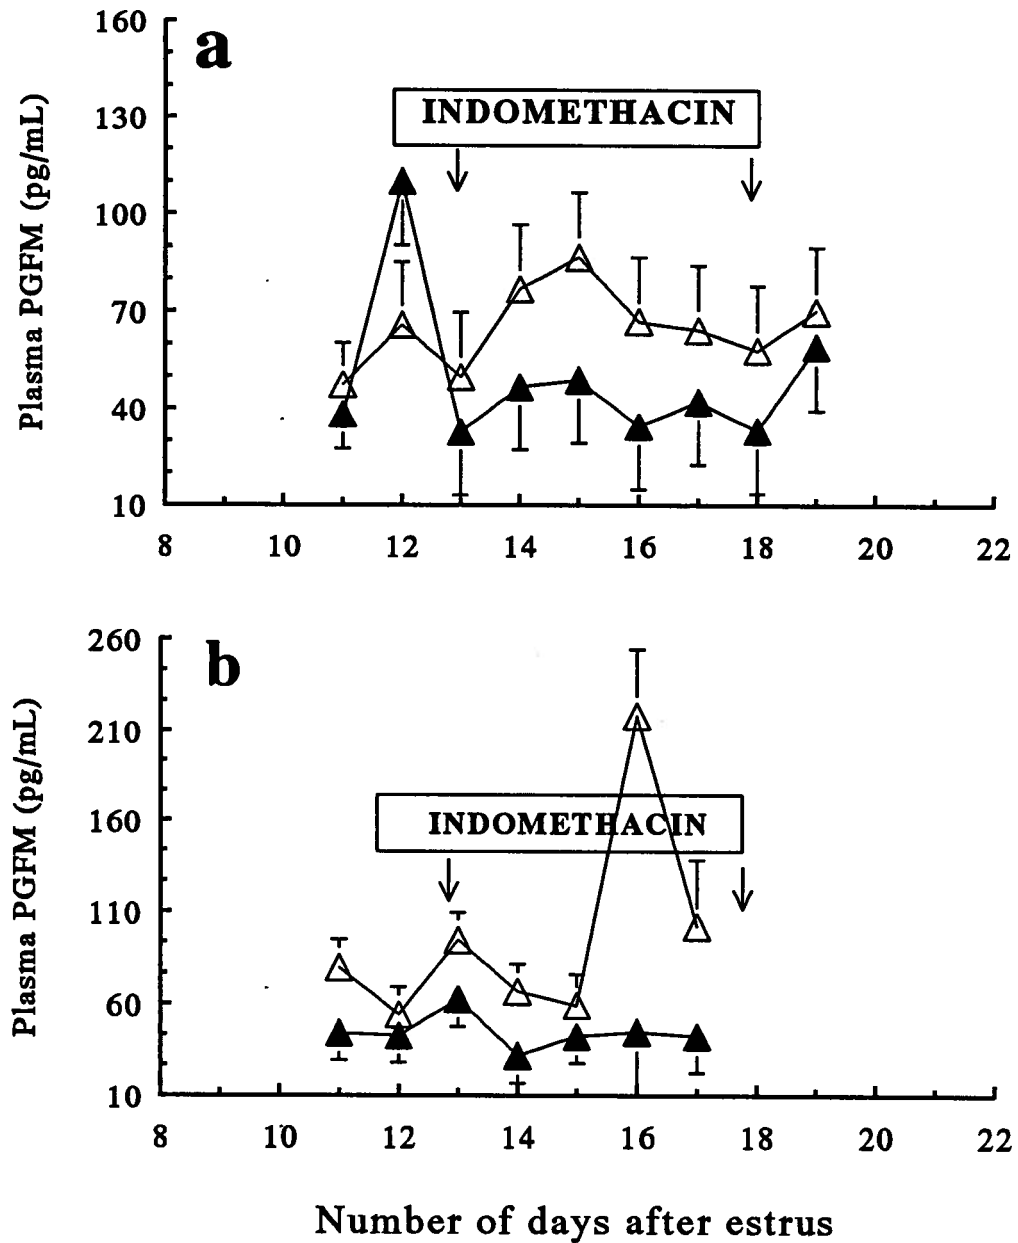 160
a
INDOMETHACIN
130
100
70
40
10
Plasma PGFM (pg/mL)
8 10 12 14 16 18 20 22
260
b
210
160
INDOMETHACIN
110
60
10
Plasma PGFM (pg/mL)
8 10 12 14 16 18 20 22
Number of days after estrus